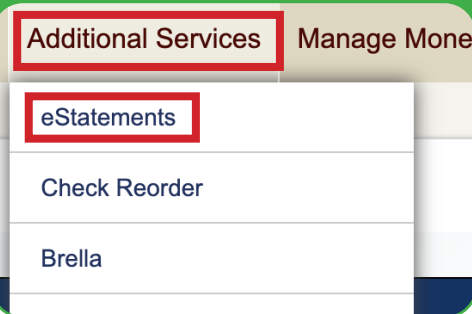 Additional Services Manage Mone
eStatements
Check Reorder
Brella